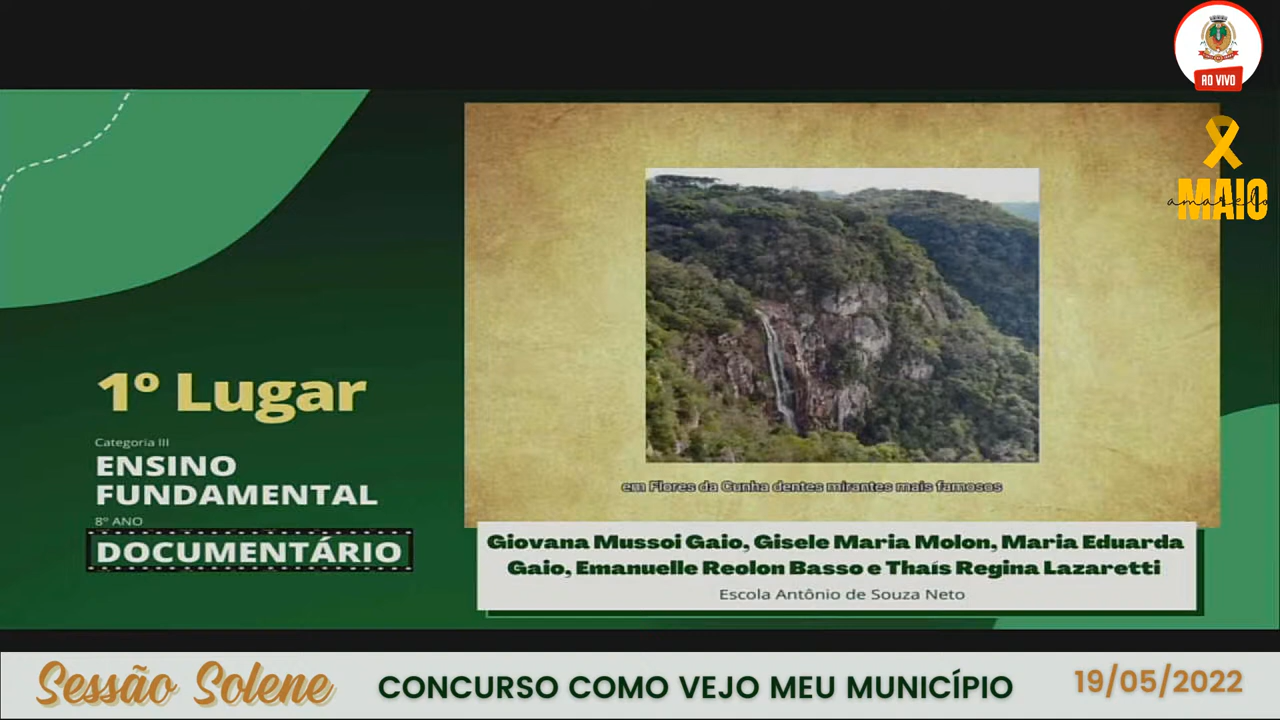 AO VIVO
MAIO
amarelo
1º Lugar
Categoria III
ENSINO
FUNDAMENTAL
8º ANO
DOCUMENTÁRIO
em Flores da Cunha dentes mirantes mais famosos
Giovana Mussoi Gaio, Gisele Maria Molon, Maria Eduarda
Gaio, Emanuelle Reolon Basso e Thaís Regina Lazaretti
Escola Antônio de Souza Neto
Sessão Solene
CONCURSO COMO VEJO MEU MUNICÍPIO
19/05/2022